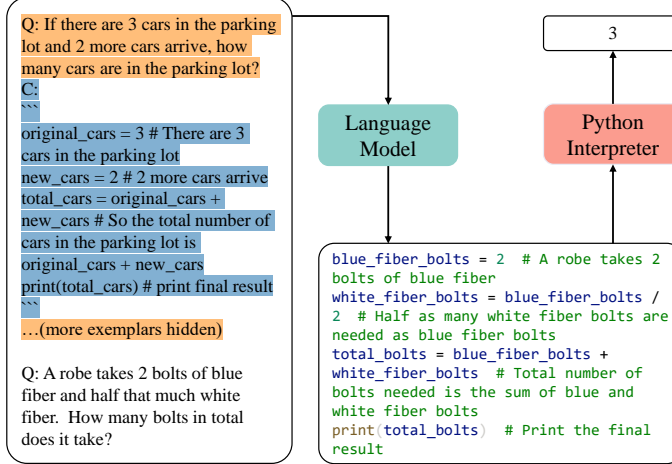 Q: If there are 3 cars in the parking
lot and 2 more cars arrive, how
many cars are in the parking lot?
C:
```
original_cars = 3 # There are 3
cars in the parking lot
new_cars = 2 # 2 more cars arrive
total_cars = original_cars +
new_cars # So the total number of
cars in the parking lot is
original_cars + new_cars
print(total_cars) # print final result
```
…(more exemplars hidden)
Q: A robe takes 2 bolts of blue
fiber and half that much white
fiber.  How many bolts in total
does it take?
Language
Model
3
Python
Interpreter
blue_fiber_bolts = 2  # A robe takes 2
bolts of blue fiber
white_fiber_bolts = blue_fiber_bolts /
2  # Half as many white fiber bolts are
needed as blue fiber bolts
total_bolts = blue_fiber_bolts +
white_fiber_bolts  # Total number of
bolts needed is the sum of blue and
white fiber bolts
print(total_bolts)  # Print the final
result